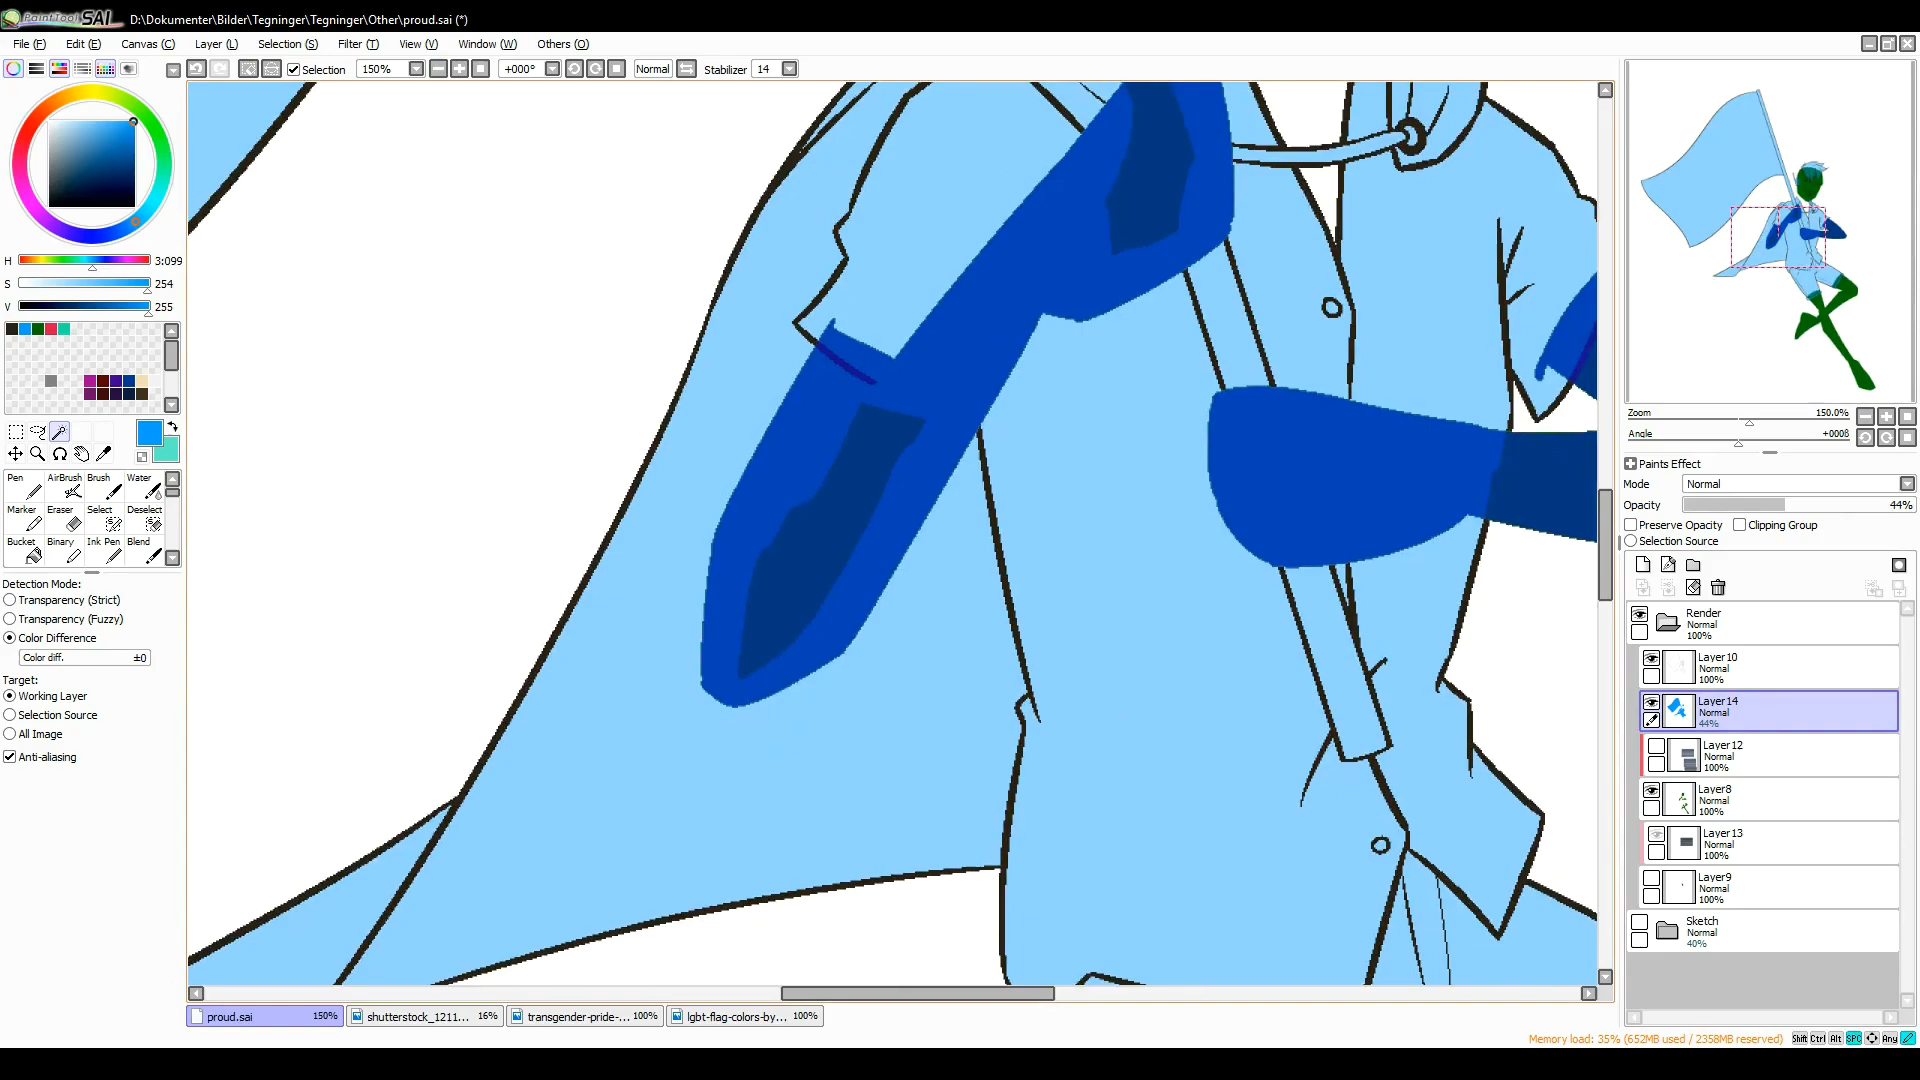 PaintTool SAI D:\Dokumenter\Bilder\Tegninger\Tegninger\Other\proud.sai (*)
File (F) Edit (E) Canvas (C) Layer (L) Selection (S) Filter (T) View (V) Window (W) Others (O)
Selection 150% +000° Normal Stabilizer 14
H 3:099
S 254
V 255
Pen AirBrush Brush Water
Marker Eraser Select Deselect
Bucket Binary Ink Pen Blend
Detection Mode:
Transparency (Strict)
Transparency (Fuzzy)
Color Difference
Color diff. ±0
Target:
Working Layer
Selection Source
All Image
Anti-aliasing
Zoom 150.0%
Angle +000ß
Paints Effect
Mode Normal
Opacity 44%
Preserve Opacity Clipping Group
Selection Source
Render
Normal
100%
Layer10
Normal
100%
Layer14
Normal
44%
Layer12
Normal
100%
Layer8
Normal
100%
Layer13
Normal
100%
Layer9
Normal
100%
Sketch
Normal
40%
proud.sai 150% shutterstock_1211... 16% transgender-pride-... 100% lgbt-flag-colors-by... 100%
Memory load: 35% (652MB used / 2358MB reserved) Shift Ctrl Alt SPC Any